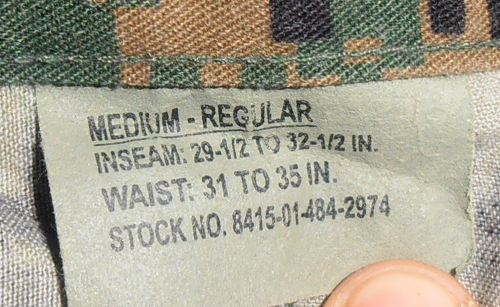 MEDIUM - REGULAR
INSEAM: 29-1/2 TO 32-1/2 IN.
WAIST: 31 TO 35 IN.
STOCK NO. 8415-01-484-2974